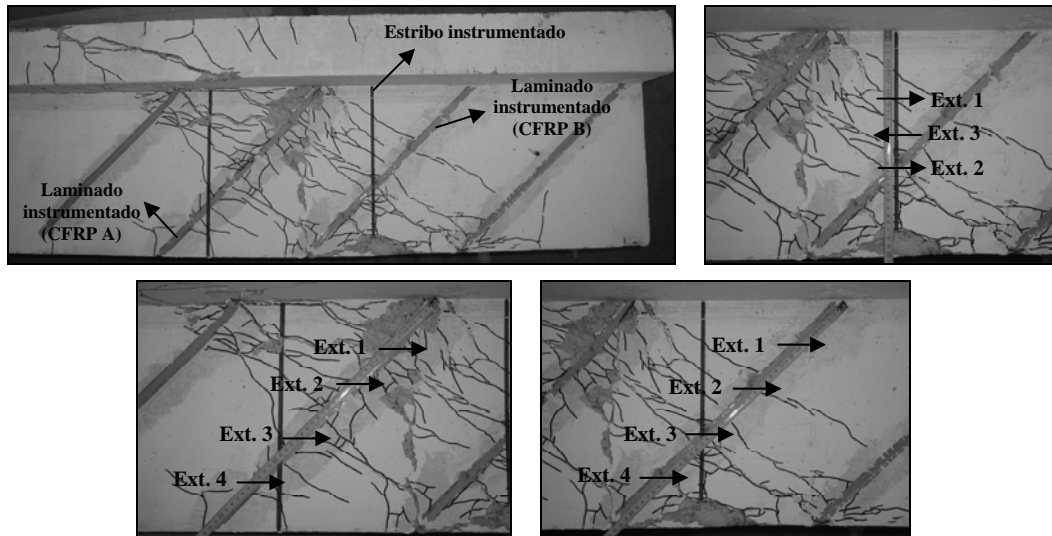 Estribo instrumentado
Laminado
instrumentado
(CFRP B)
Laminado
instrumentado
(CFRP A)
Ext. 1
Ext. 3
Ext. 2
Ext. 1
Ext. 2
Ext. 3
Ext. 4
Ext. 1
Ext. 2
Ext. 3
Ext. 4